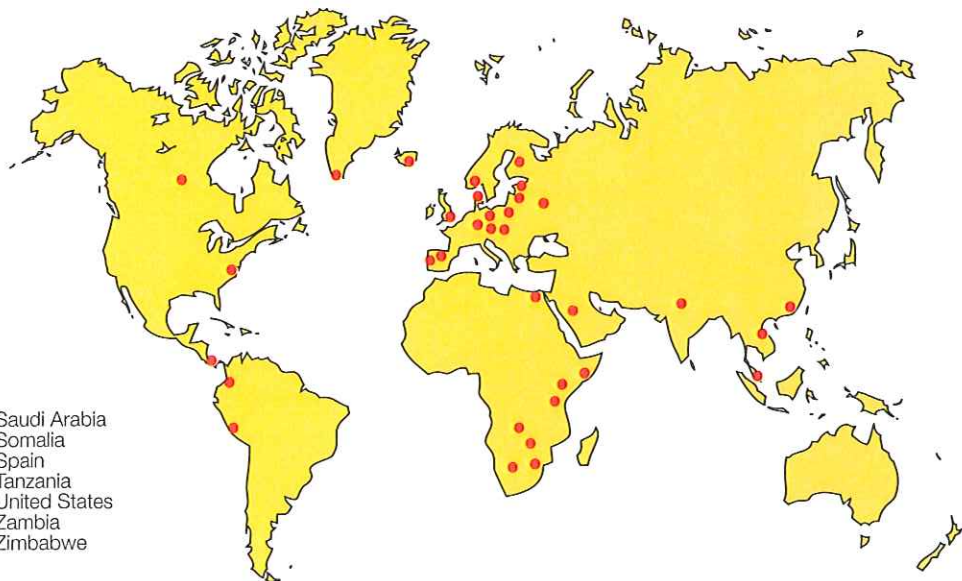 Saudi Arabia
Somalia
Spain
Tanzania
United States
Zambia
Zimbabwe